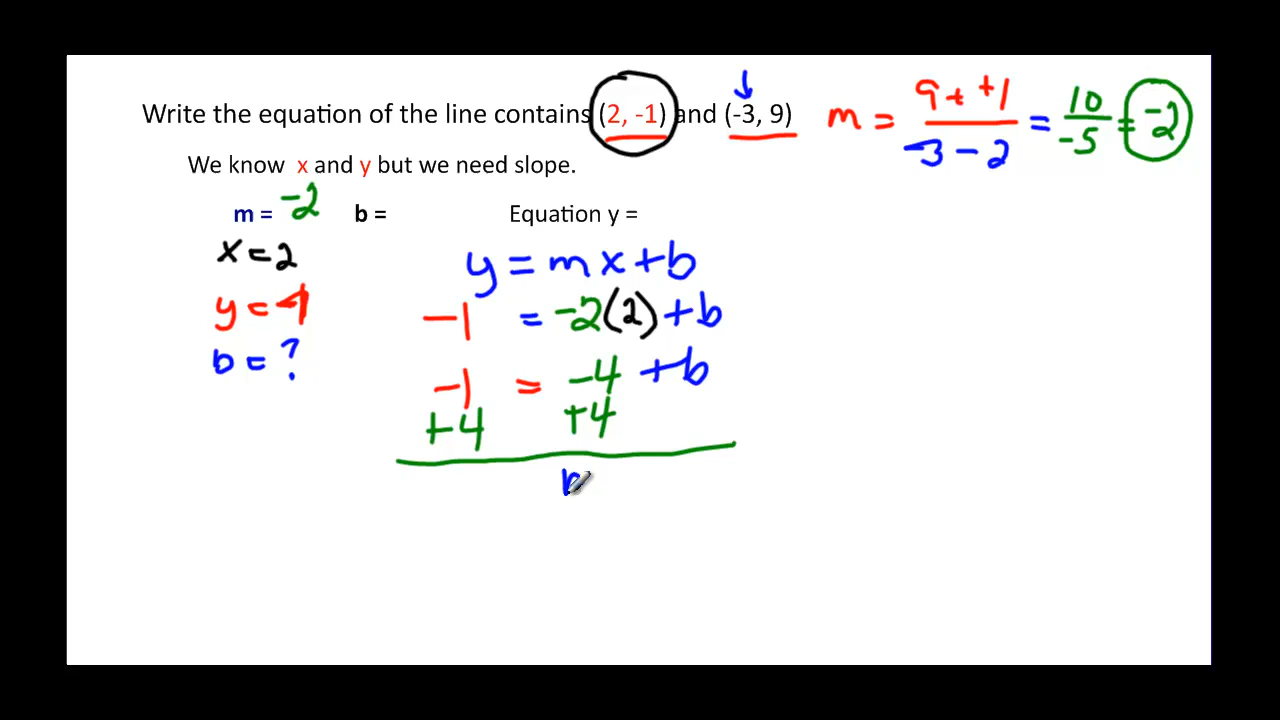 Write the equation of the line contains (2, -1) and (-3, 9)
m = 9 + +1 / -3 - 2 = 10 / -5 = -2
We know x and y but we need slope.
m = -2 b = Equation y =
x = 2
y = -1
b = ?
y = mx + b
-1 = -2(2) + b
-1 = -4 + b
+4 +4
b